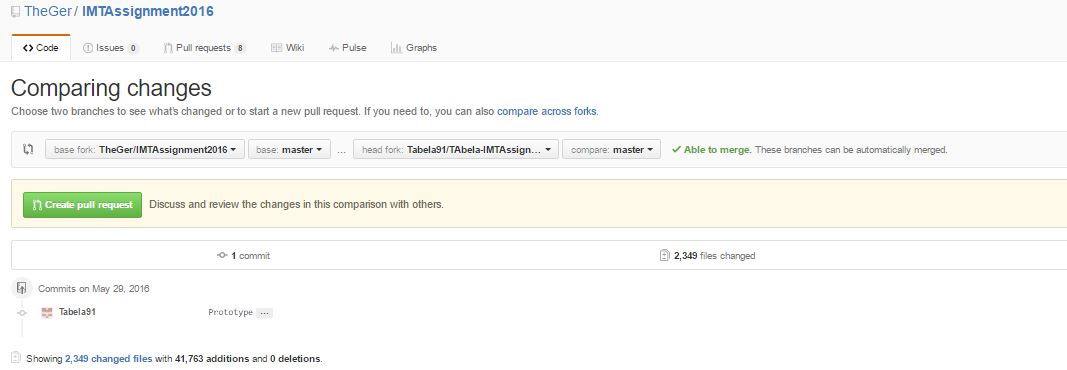 TheGer / IMTAssignment2016
Code Issues 0 Pull requests 8 Wiki Pulse Graphs
Comparing changes
Choose two branches to see what's changed or to start a new pull request. If you need to, you can also compare across forks.
base fork: TheGer/IMTAssignment2016 base: master ... head fork: Tabela91/TAbela-IMTAssign... compare: master Able to merge. These branches can be automatically merged.
Create pull request Discuss and review the changes in this comparison with others.
1 commit 2,349 files changed
Commits on May 29, 2016
Tabela91 Prototype ...
Showing 2,349 changed files with 41,763 additions and 0 deletions.